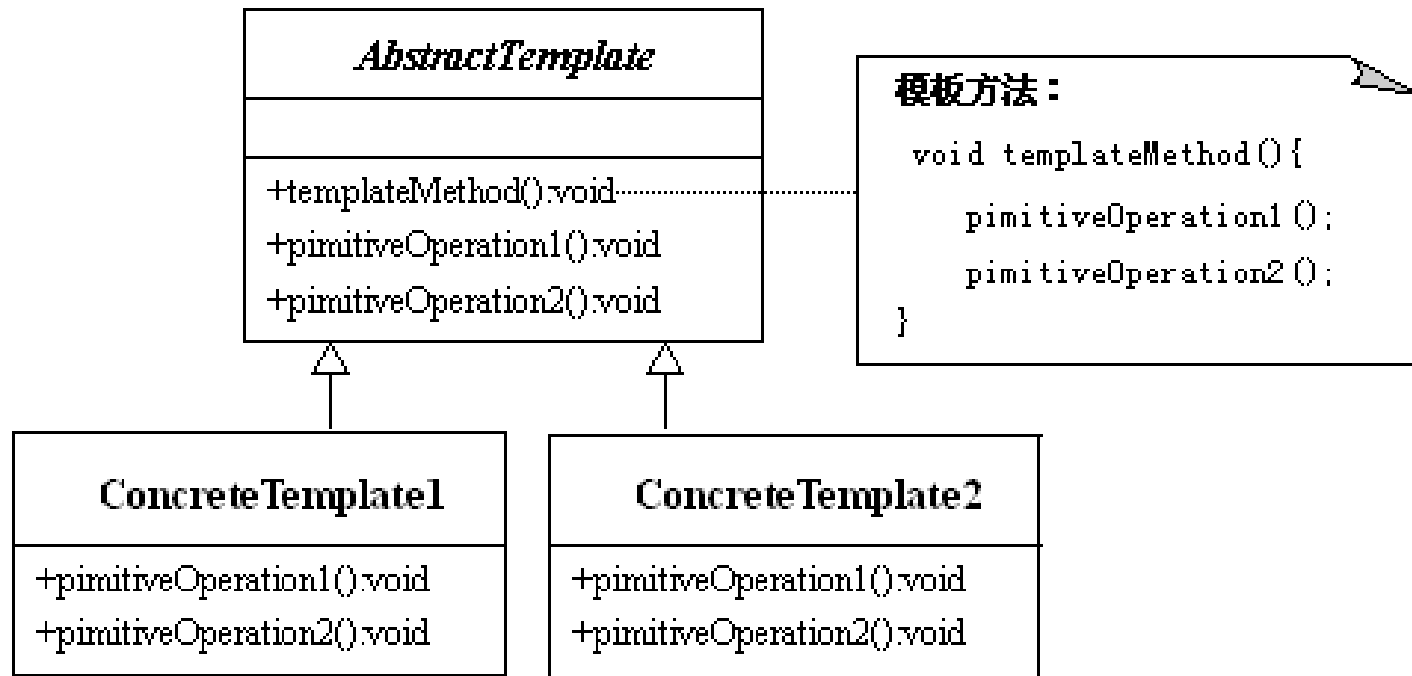 AbstractTemplate
+templateMethod():void
+pimitiveOperation1():void
+pimitiveOperation2():void
模板方法：
void templateMethod(){
pimitiveOperation1();
pimitiveOperation2();
}
ConcreteTemplate1
+pimitiveOperation1():void
+pimitiveOperation2():void
ConcreteTemplate2
+pimitiveOperation1():void
+pimitiveOperation2():void